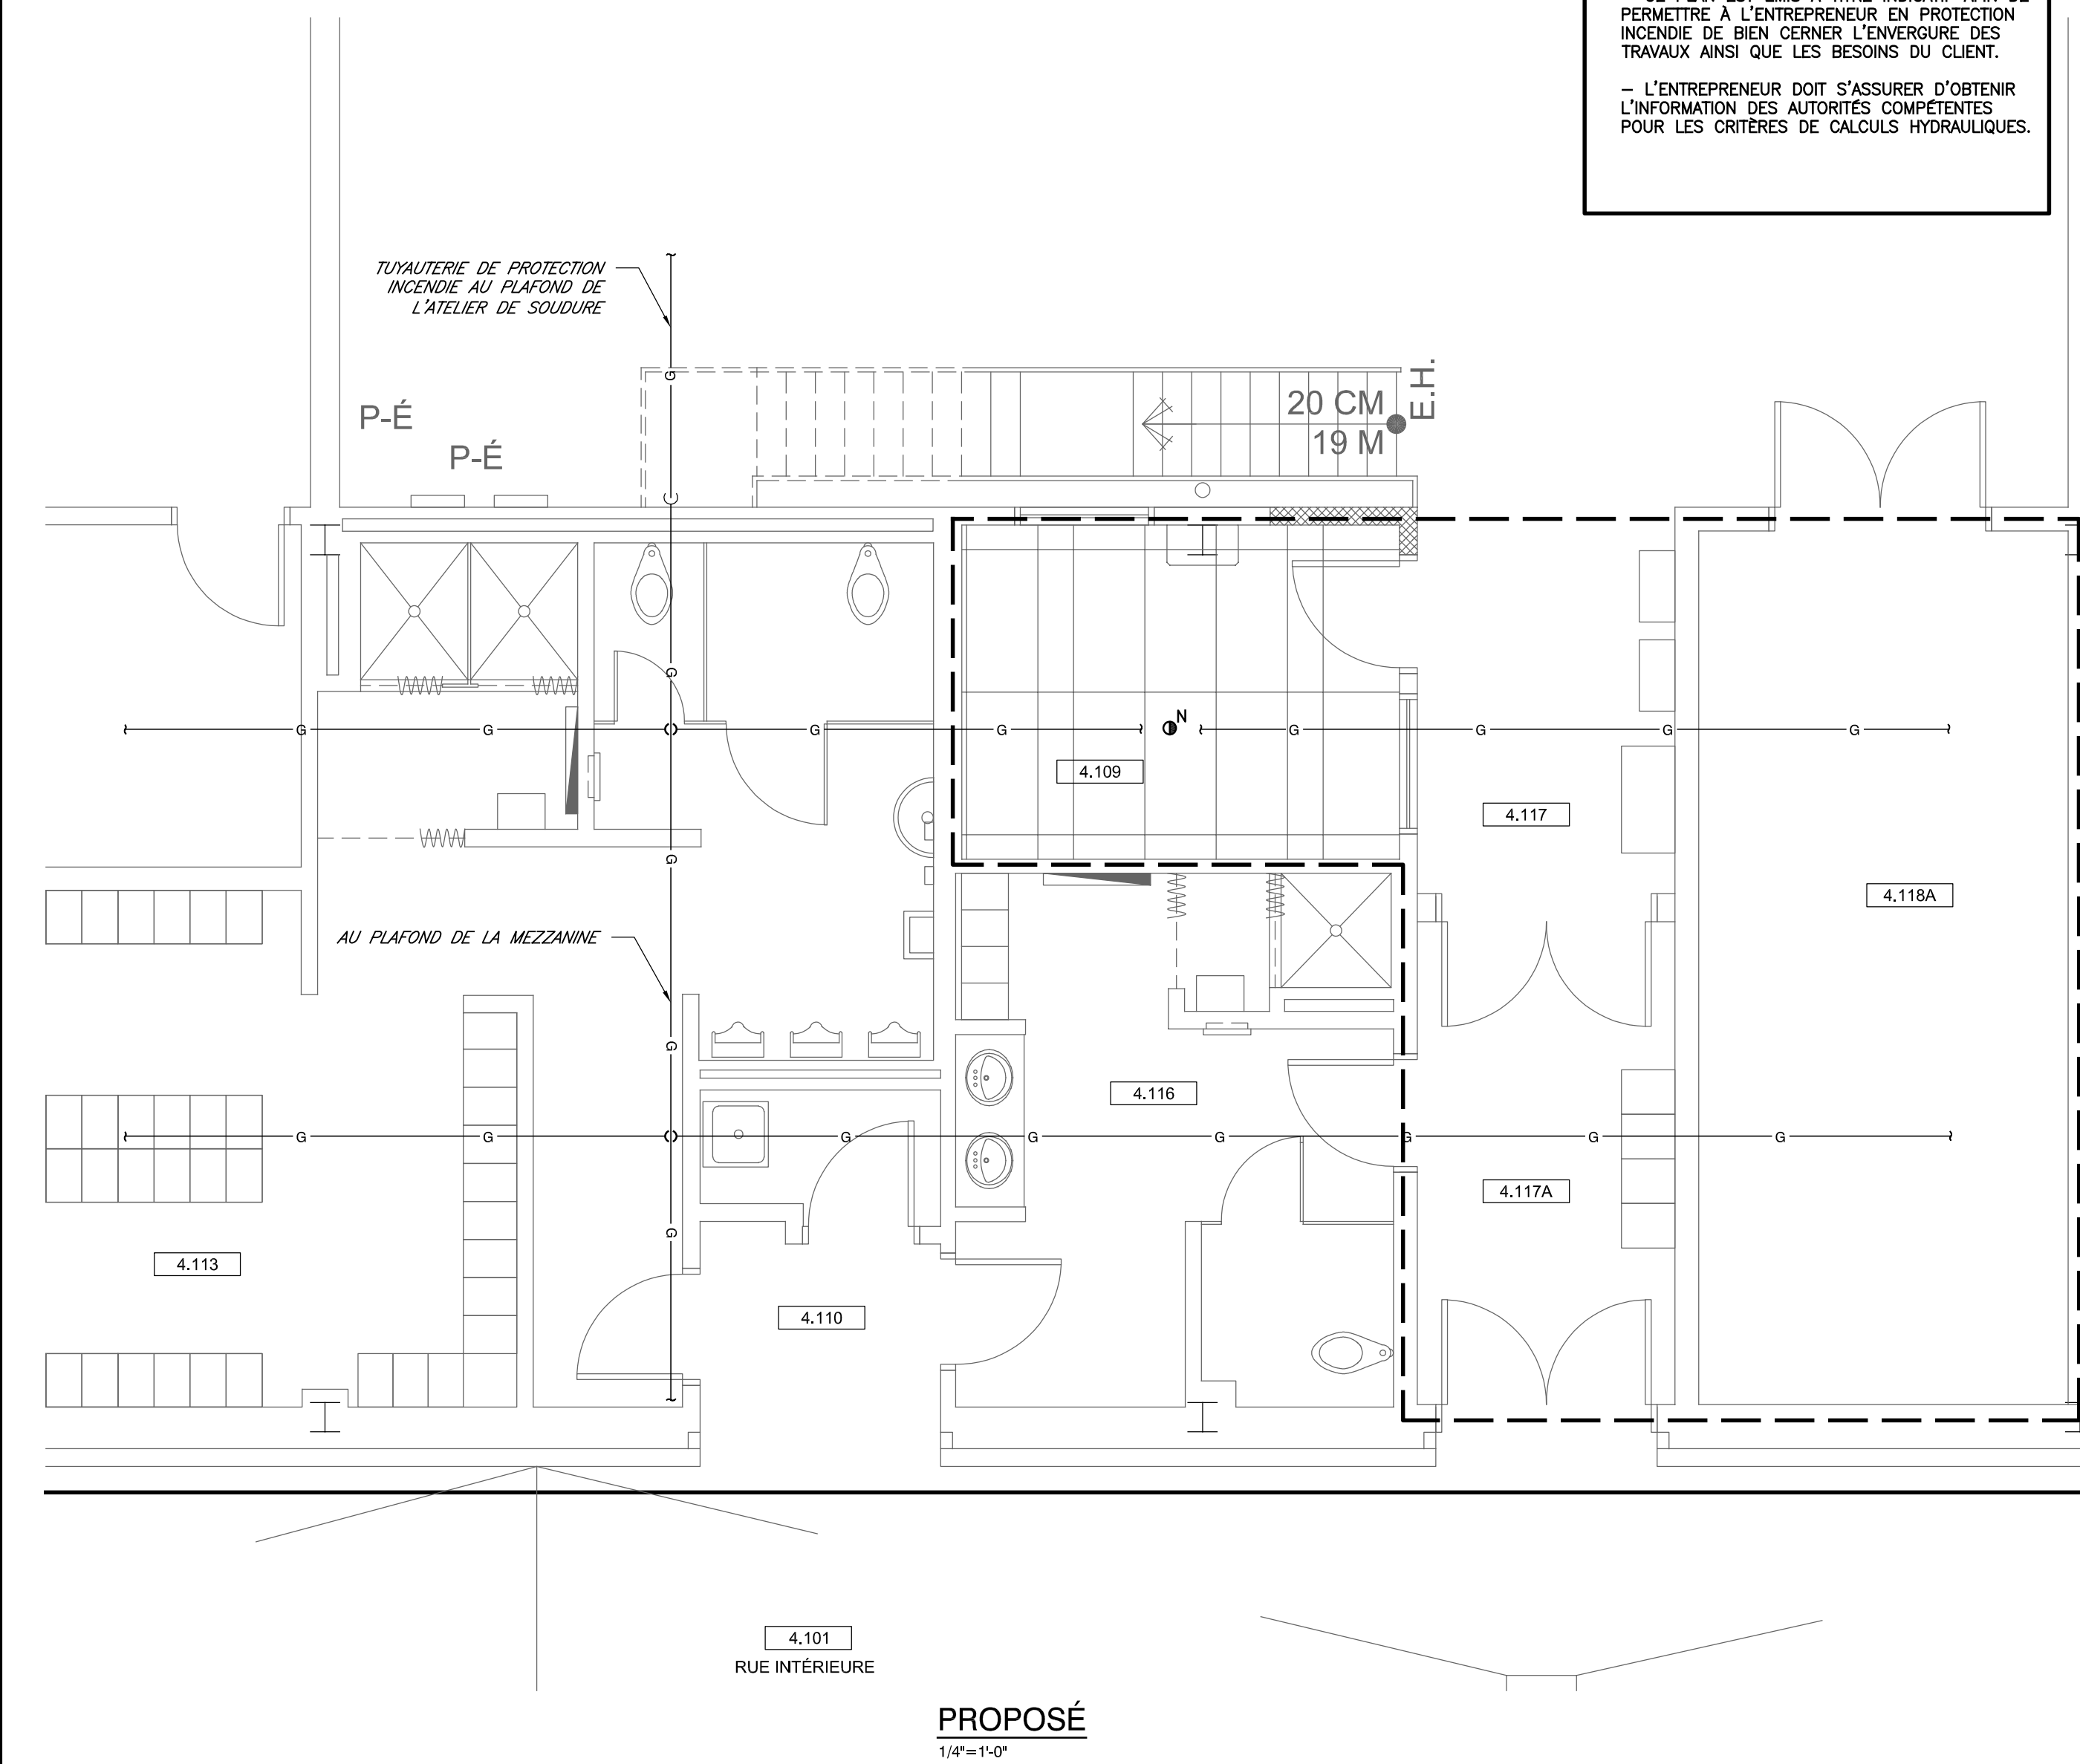 PERMETTRE À L'ENTREPRENEUR EN PROTECTION
INCENDIE DE BIEN CERNER L'ENVERGURE DES
TRAVAUX AINSI QUE LES BESOINS DU CLIENT.
– L'ENTREPRENEUR DOIT S'ASSURER D'OBTENIR
L'INFORMATION DES AUTORITÉS COMPÉTENTES
POUR LES CRITÈRES DE CALCULS HYDRAULIQUES.
TUYAUTERIE DE PROTECTION
INCENDIE AU PLAFOND DE
L'ATELIER DE SOUDURE
G
P-É
P-É
20 CM
19 M
E.H.
G
G
G
G
G
N
G
G
G
G
4.109
4.117
G
4.118A
AU PLAFOND DE LA MEZZANINE
G
4.116
G
G
G
G
G
G
G
G
4.117A
G
4.113
4.110
4.101
RUE INTÉRIEURE
PROPOSÉ
1/4"=1'-0"